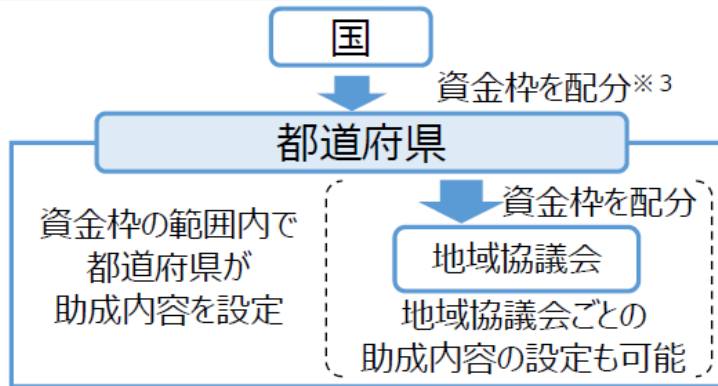 国
資金枠を配分※3
都道府県
資金枠の範囲内で
都道府県が
助成内容を設定
資金枠を配分
地域協議会
地域協議会ごとの
助成内容の設定も可能